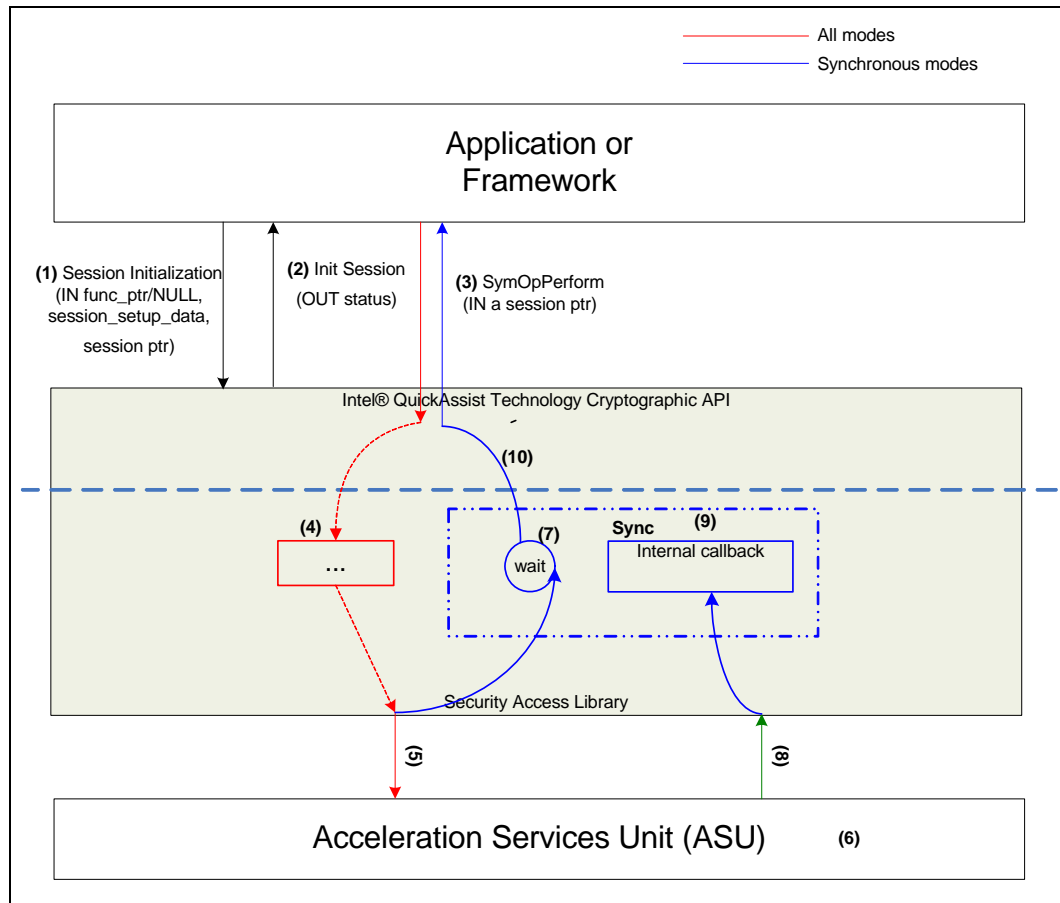 All modes
Synchronous modes
Application or
Framework
(1) Session Initialization
(IN func_ptr/NULL,
session_setup_data,
session ptr)
(2) Init Session
(OUT status)
(3) SymOpPerform
(IN a session ptr)
Intel® QuickAssist Technology Cryptographic API
(10)
(4)
...
(7)
wait
Sync
(9)
Internal callback
Security Access Library
(5)
(8)
Acceleration Services Unit (ASU)
(6)